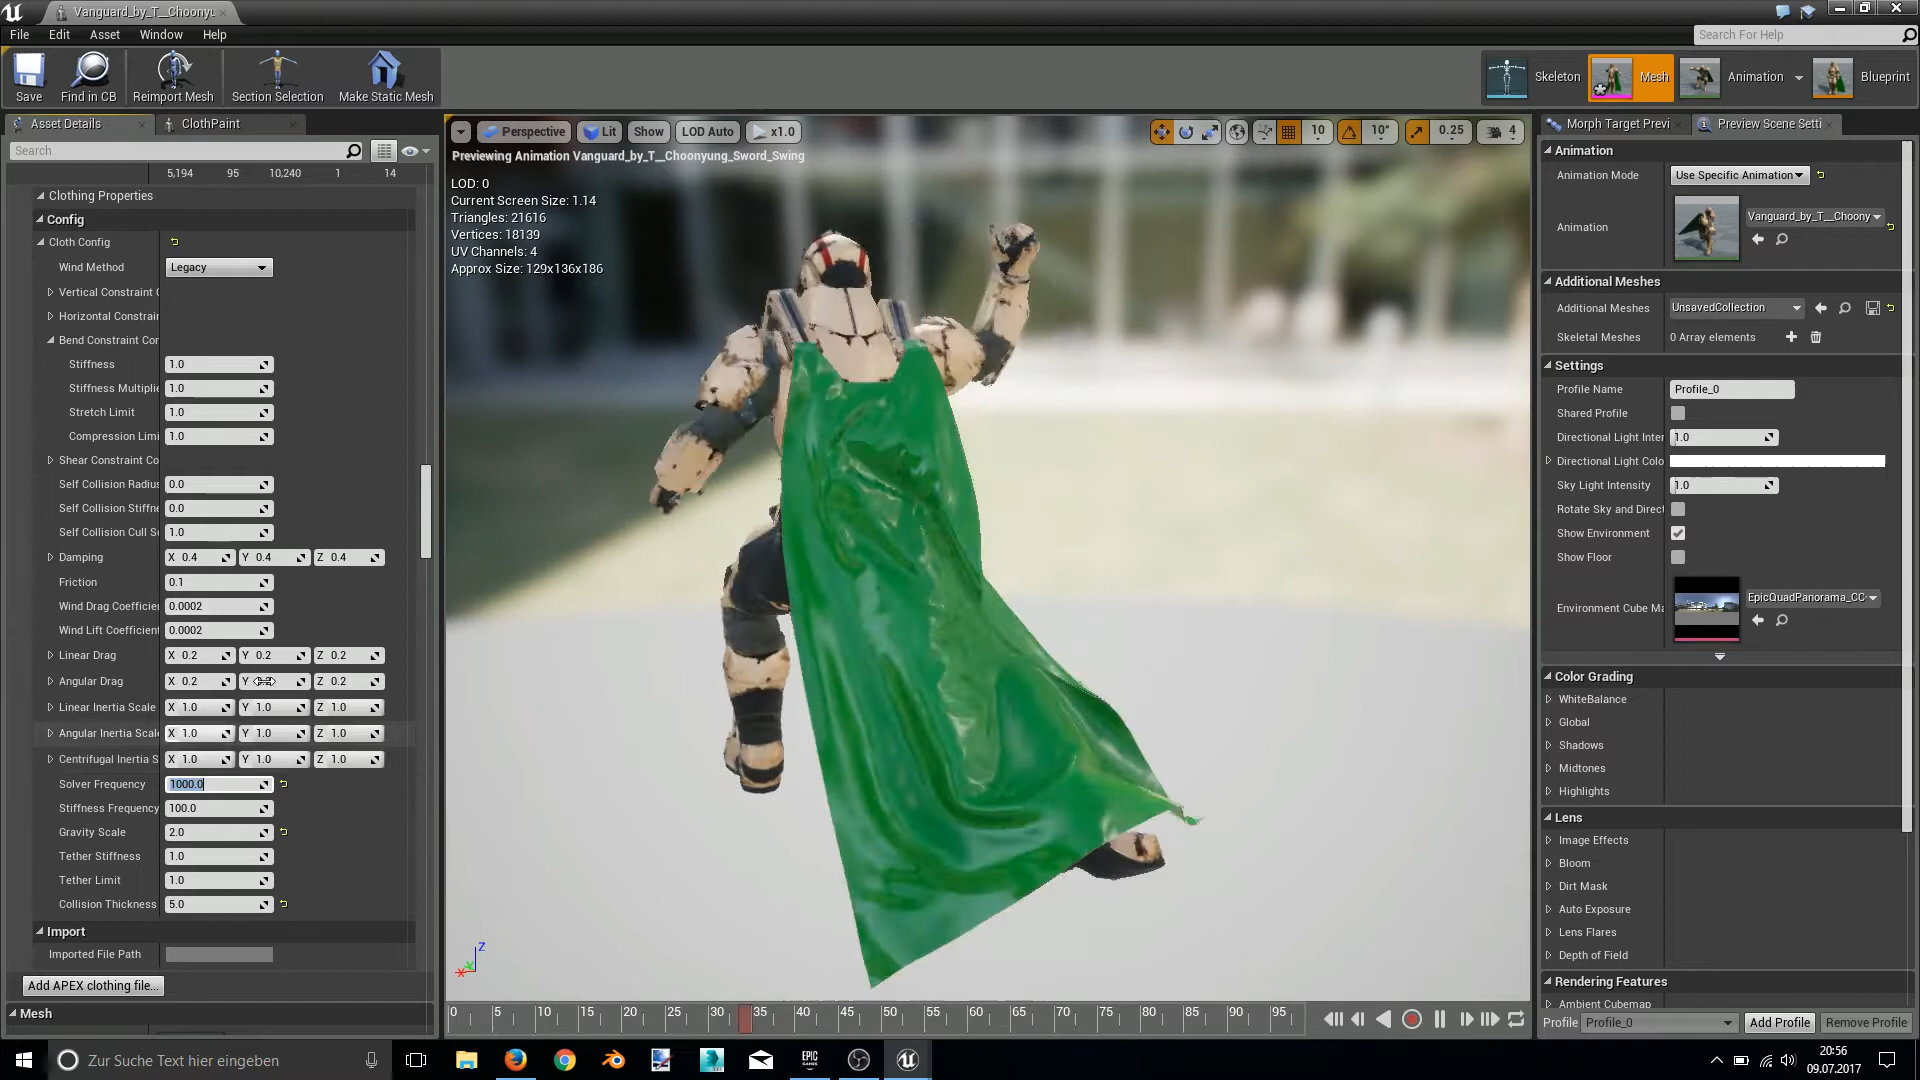 Vanguard_by_T__Choonyu
File Edit Asset Window Help
Search For Help
Save
Find in CB
Reimport Mesh
Section Selection
Make Static Mesh
Skeleton
Mesh
Animation
Blueprint
Asset Details
ClothPaint
Search
5,194 95 10,240 1 14
Clothing Properties
Config
Cloth Config
Wind Method Legacy
Vertical Constraint C
Horizontal Constrain
Bend Constraint Cor
Stiffness 1.0
Stiffness Multiplie 1.0
Stretch Limit 1.0
Compression Limi 1.0
Shear Constraint Co
Self Collision Radius 0.0
Self Collision Stiffne 0.0
Self Collision Cull Sc 1.0
Damping X 0.4 Y 0.4 Z 0.4
Friction 0.1
Wind Drag Coefficien 0.0002
Wind Lift Coefficient 0.0002
Linear Drag X 0.2 Y 0.2 Z 0.2
Angular Drag X 0.2 Y Z 0.2
Linear Inertia Scale X 1.0 Y 1.0 Z 1.0
Angular Inertia Scale X 1.0 Y 1.0 Z 1.0
Centrifugal Inertia S X 1.0 Y 1.0 Z 1.0
Solver Frequency 1000.0
Stiffness Frequency 100.0
Gravity Scale 2.0
Tether Stiffness 1.0
Tether Limit 1.0
Collision Thickness 5.0
Import
Imported File Path
Add APEX clothing file...
Mesh
Perspective Lit Show LOD Auto x1.0
10 10° 0.25 4
Previewing Animation Vanguard_by_T__Choonyung_Sword_Swing
LOD: 0
Current Screen Size: 1.14
Triangles: 21616
Vertices: 18139
UV Channels: 4
Approx Size: 129x136x186
Z
X
Y
0 5 10 15 20 25 30 35 40 45 50 55 60 65 70 75 80 85 90 95
Morph Target Previ
Preview Scene Setti
Animation
Animation Mode Use Specific Animation
Animation Vanguard_by_T__Choony
Additional Meshes
Additional Meshes UnsavedCollection
Skeletal Meshes 0 Array elements
Settings
Profile Name Profile_0
Shared Profile
Directional Light Inter 1.0
Directional Light Colo
Sky Light Intensity 1.0
Rotate Sky and Direct
Show Environment
Show Floor
Environment Cube Ma EpicQuadPanorama_CC+
Color Grading
WhiteBalance
Global
Shadows
Midtones
Highlights
Lens
Image Effects
Bloom
Dirt Mask
Auto Exposure
Lens Flares
Depth of Field
Rendering Features
Ambient Cubemap
Profile Profile_0 Add Profile Remove Profile
Zur Suche Text hier eingeben
EPIC
GAMES
20:56
09.07.2017